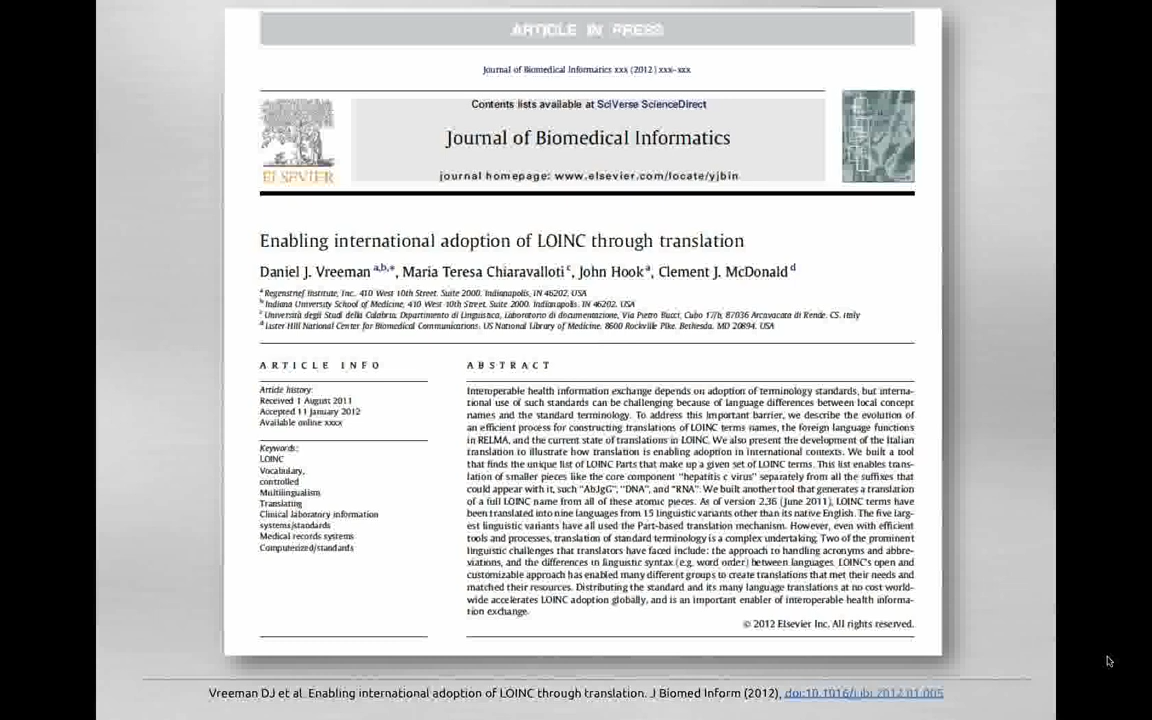 ARTICLE IN PRESS
Journal of Biomedical Informatics xxx (2012) xxx–xxx
Contents lists available at SciVerse ScienceDirect
Journal of Biomedical Informatics
journal homepage: www.elsevier.com/locate/yjbin
ELSEVIER
Enabling international adoption of LOINC through translation
Daniel J. Vreeman a,b,*, Maria Teresa Chiaravalloti c, John Hook a, Clement J. McDonald d
a Regenstrief Institute, Inc. 410 West 10th Street. Suite 2000. Indianapolis, IN 46202, USA
b Indiana University School of Medicine, 410 West 10th Street. Suite 2000. Indianapolis. IN 46202. USA
c Università degli Studi della Calabria. Dipartimento di Linguistica, Laboratorio di documentazione, Via Pietro Bucci, Cubo 17/b, 87036 Arcavacata di Rende. CS. Italy
d Lister Hill National Center for Biomedical Communications. US National Library of Medicine. 8600 Rockville Pike. Bethesda. MD 20894. USA
ARTICLE INFO
Article history:
Received 1 August 2011
Accepted 11 January 2012
Available online xxxx
Keywords:
LOINC
Vocabulary,
controlled
Multilingualism
Translating
Clinical laboratory information
systems/standards
Medical records systems
Computerized/standards
ABSTRACT
Interoperable health information exchange depends on adoption of terminology standards, but interna-
tional use of such standards can be challenging because of language differences between local concept
names and the standard terminology. To address this important barrier, we describe the evolution of
an efficient process for constructing translations of LOINC terms names, the foreign language functions
in RELMA, and the current state of translations in LOINC. We also present the development of the Italian
translation to illustrate how translation is enabling adoption in international contexts. We built a tool
that finds the unique list of LOINC Parts that make up a given set of LOINC terms. This list enables trans-
lation of smaller pieces like the core component "hepatitis c virus" separately from all the suffixes that
could appear with it, such "Ab.IgG", "DNA", and "RNA". We built another tool that generates a translation
of a full LOINC name from all of these atomic pieces. As of version 2.36 (June 2011), LOINC terms have
been translated into nine languages from 15 linguistic variants other than its native English. The five larg-
est linguistic variants have all used the Part-based translation mechanism. However, even with efficient
tools and processes, translation of standard terminology is a complex undertaking. Two of the prominent
linguistic challenges that translators have faced include: the approach to handling acronyms and abbre-
viations, and the differences in linguistic syntax (e.g. word order) between languages. LOINC's open and
customizable approach has enabled many different groups to create translations that met their needs and
matched their resources. Distributing the standard and its many language translations at no cost world-
wide accelerates LOINC adoption globally, and is an important enabler of interoperable health informa-
tion exchange.
© 2012 Elsevier Inc. All rights reserved.
Vreeman DJ et al. Enabling international adoption of LOINC through translation. J Biomed Inform (2012), doi:10.1016/j.jbi.2012.01.005